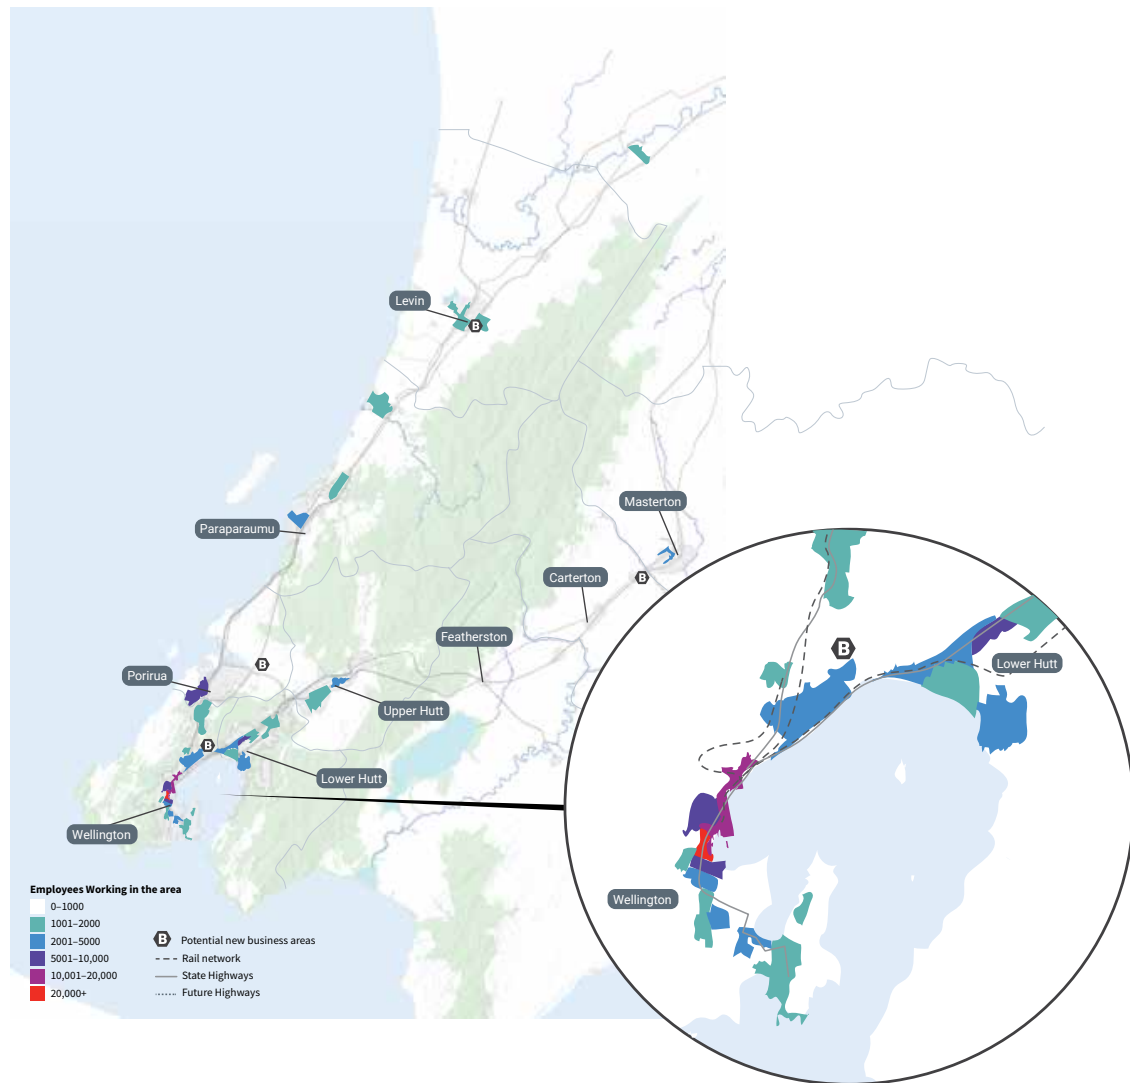 Levin
B
Masterton
Paraparaumu
Carterton
B
Featherston
B
Porirua
Upper Hutt
B
Lower Hutt
Wellington
B
Lower Hutt
Wellington
Employees Working in the area
0–1000
1001–2000
2001–5000
5001–10,000
10,001–20,000
20,000+
B Potential new business areas
Rail network
State Highways
Future Highways